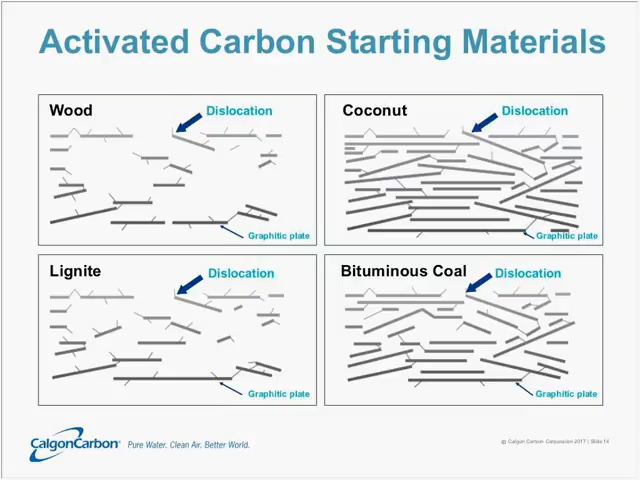 Activated Carbon Starting Materials
Wood
Dislocation
Graphitic plate
Coconut
Dislocation
Graphitic plate
Lignite
Dislocation
Graphitic plate
Bituminous Coal
Dislocation
Graphitic plate
CalgonCarbon® Pure Water. Clean Air. Better World.
© Calgon Carbon Corporation 2017 | Slide 14